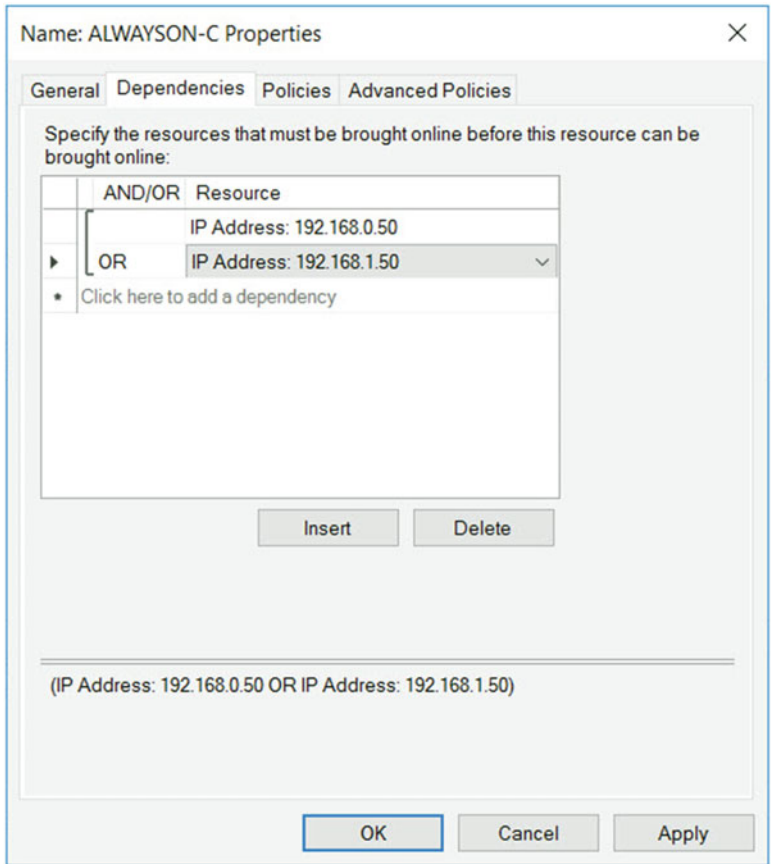 Name: ALWAYSON-C Properties
General Dependencies Policies Advanced Policies
Specify the resources that must be brought online before this resource can be
brought online:
AND/OR Resource
IP Address: 192.168.0.50
OR IP Address: 192.168.1.50
* Click here to add a dependency
Insert Delete
(IP Address: 192.168.0.50 OR IP Address: 192.168.1.50)
OK Cancel Apply